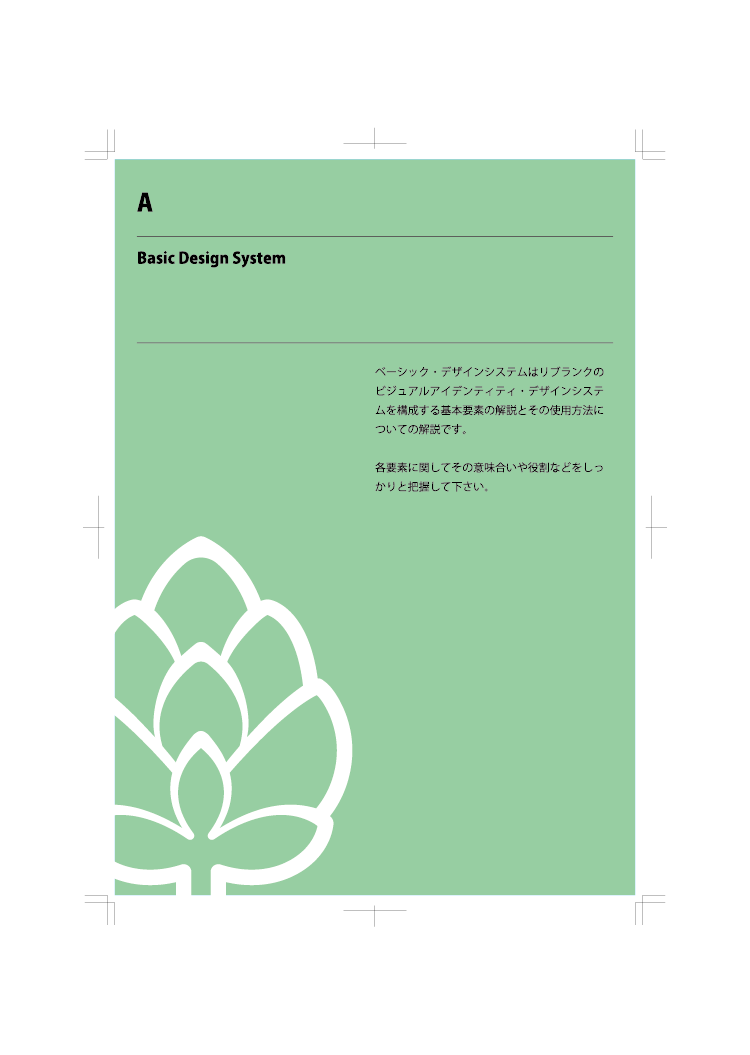 A
Basic Design System
ベーシック・デザインシステムはリブランクの
ビジュアルアイデンティティ・デザインシステ
ムを構成する基本要素の解説とその使用方法に
ついての解説です。
各要素に関してその意味合いや役割などをしっ
かりと把握して下さい。